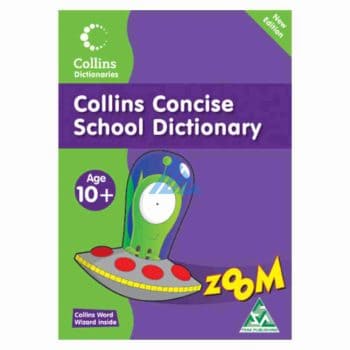 Collins
Dictionaries
New
Edition
Collins Concise
School Dictionary
Age
10+
ZOOM
Collins Word
Wizard inside